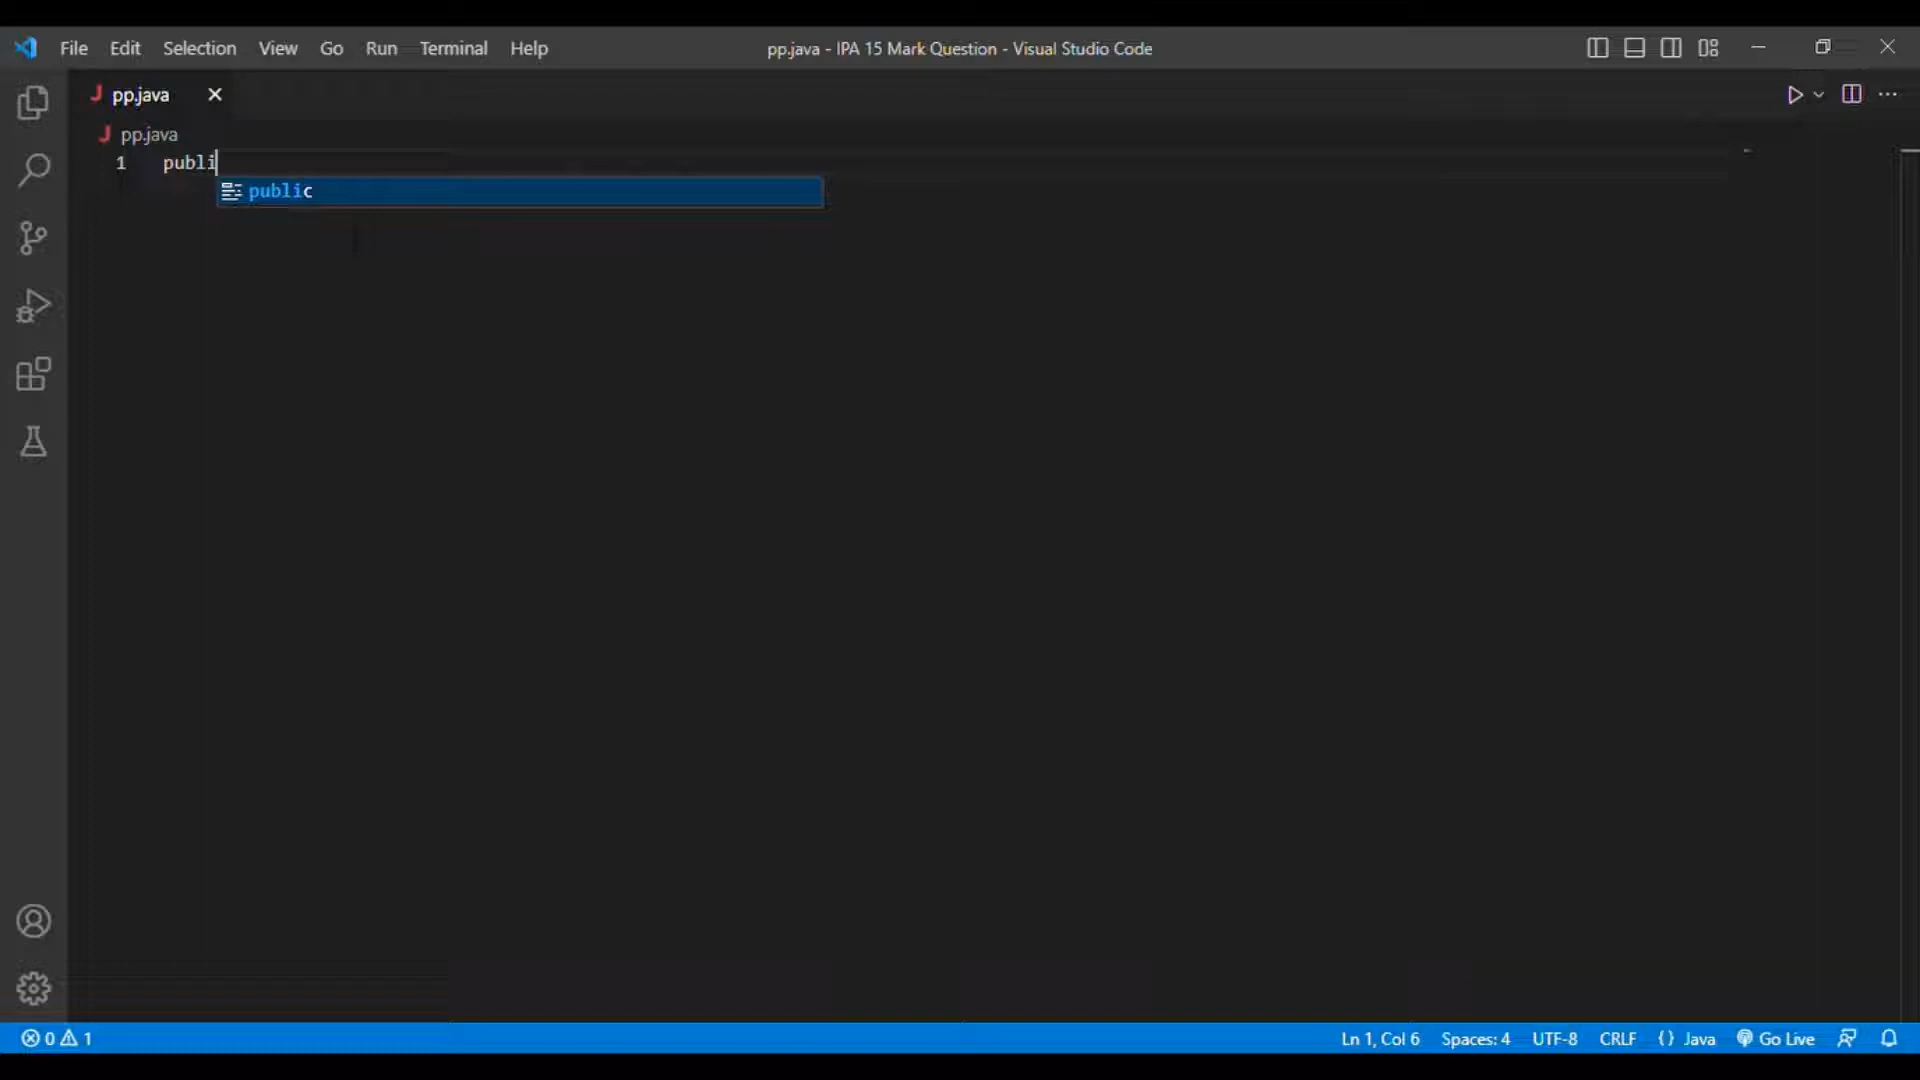 File Edit Selection View Go Run Terminal Help pp.java - IPA 15 Mark Question - Visual Studio Code
pp.java
pp.java
1 publi
public
0 1 Ln 1, Col 6 Spaces: 4 UTF-8 CRLF {} Java Go Live